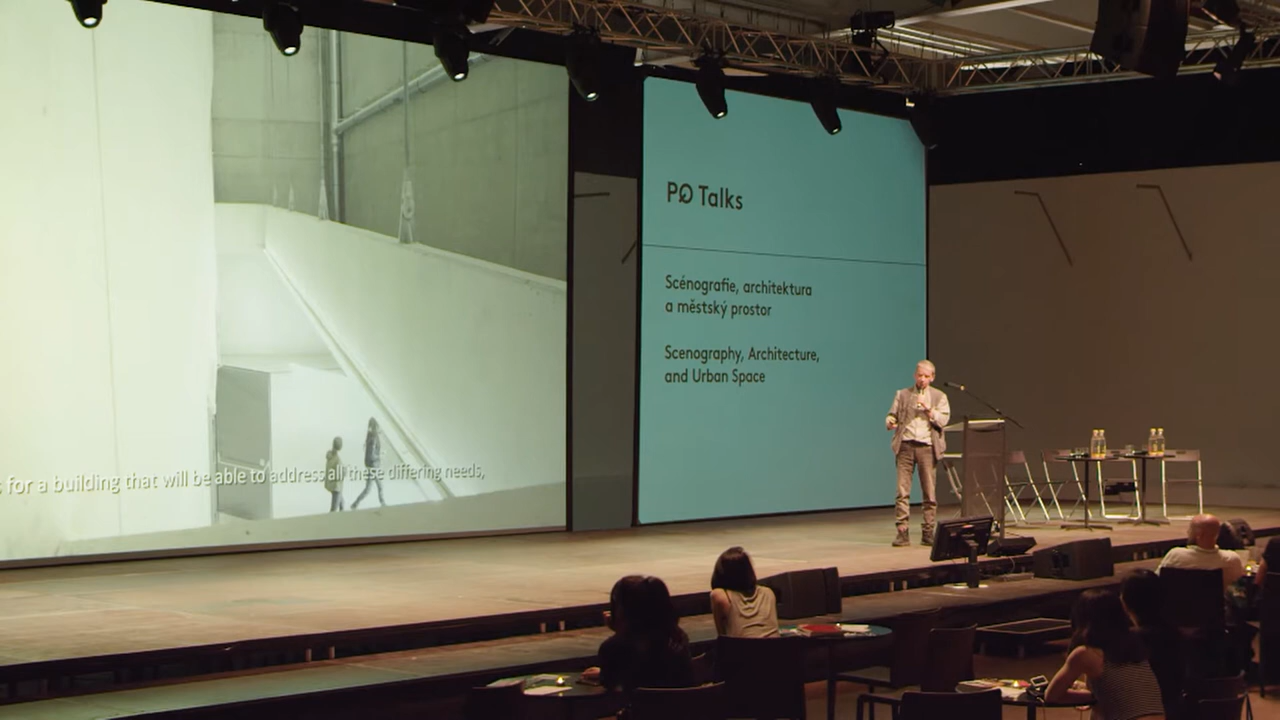 for a building that will be able to address all these differing needs,
PQ Talks
Scénografie, architektura
a městský prostor
Scenography, Architecture,
and Urban Space